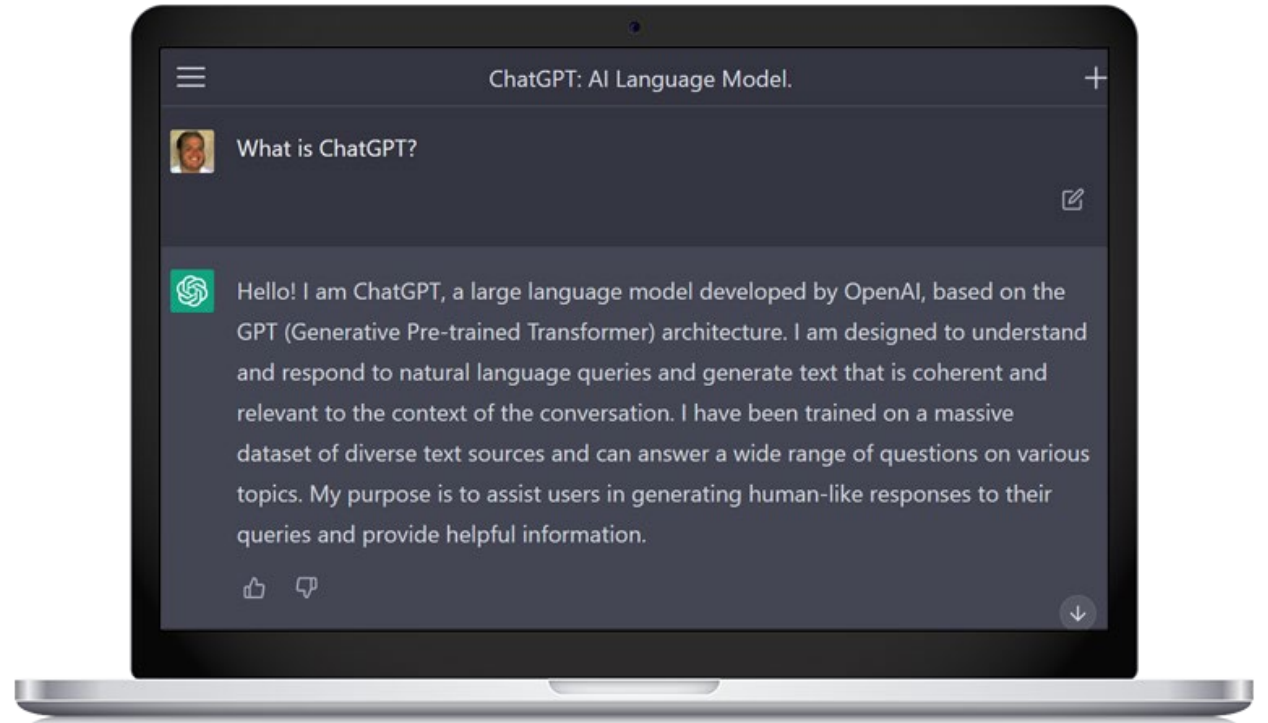 ChatGPT: AI Language Model.
What is ChatGPT?
Hello! I am ChatGPT, a large language model developed by OpenAI, based on the
GPT (Generative Pre-trained Transformer) architecture. I am designed to understand
and respond to natural language queries and generate text that is coherent and
relevant to the context of the conversation. I have been trained on a massive
dataset of diverse text sources and can answer a wide range of questions on various
topics. My purpose is to assist users in generating human-like responses to their
queries and provide helpful information.